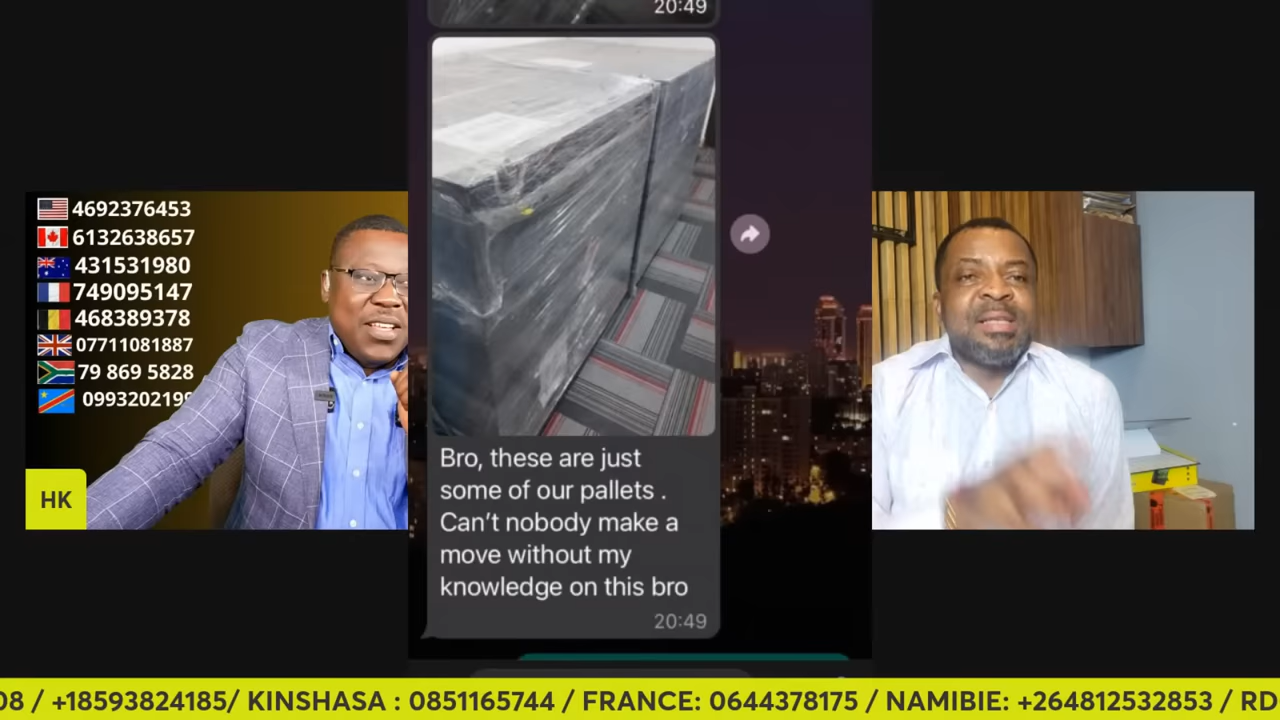 20:49
4692376453
6132638657
431531980
749095147
468389378
07711081887
79 869 5828
099320219
HK
Bro, these are just
some of our pallets .
Can't nobody make a
move without my
knowledge on this bro
20:49
08 / +18593824185/ KINSHASA : 0851165744 / FRANCE: 0644378175 / NAMIBIE: +264812532853 / RD